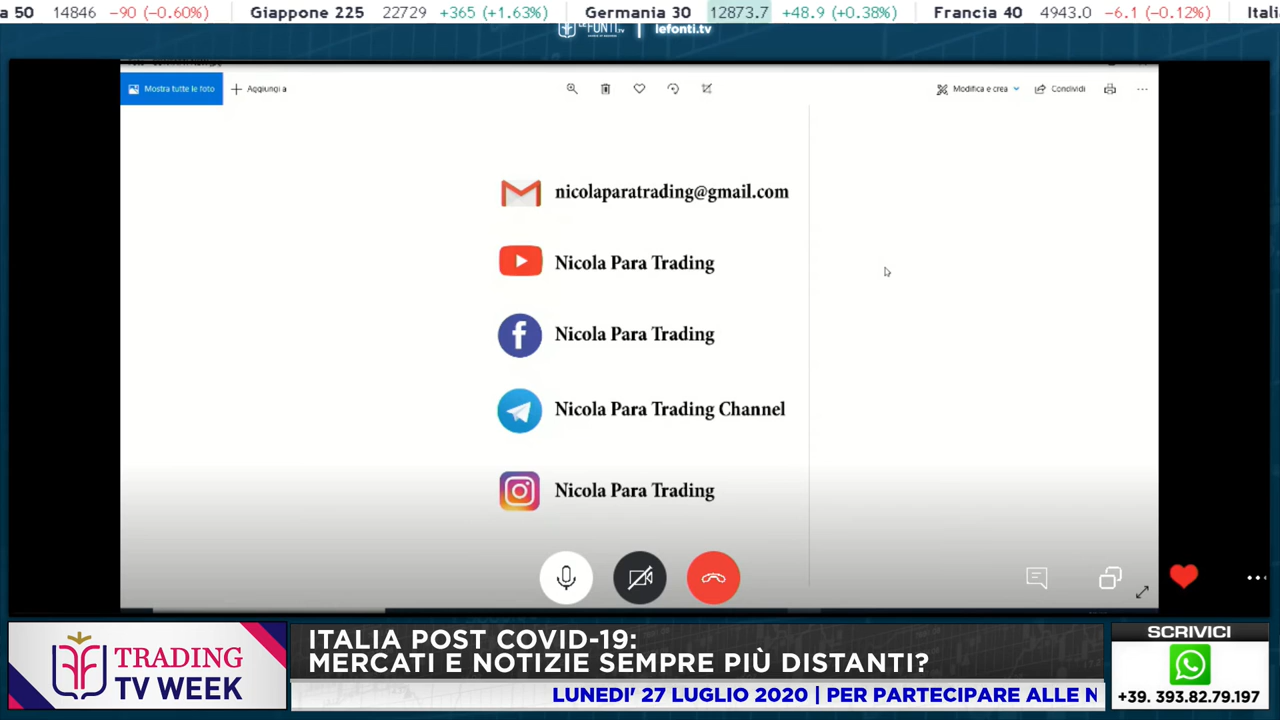 a 50 14846 −90 (−0.60%) Giappone 225 22729 +365 (+1.63%) Germania 30 12873.7 +48.9 (+0.38%) Francia 40 4943.0 −6.1 (−0.12%) Itali
LE FONTI.TV lefonti.tv
Mostra tutte le foto Aggiungi a Modifica e crea Condividi
nicolaparatrading@gmail.com
Nicola Para Trading
Nicola Para Trading
Nicola Para Trading Channel
Nicola Para Trading
TRADING
TV WEEK
ITALIA POST COVID-19:
MERCATI E NOTIZIE SEMPRE PIÙ DISTANTI?
LUNEDI' 27 LUGLIO 2020 | PER PARTECIPARE ALLE N
SCRIVICI
+39. 393.82.79.197